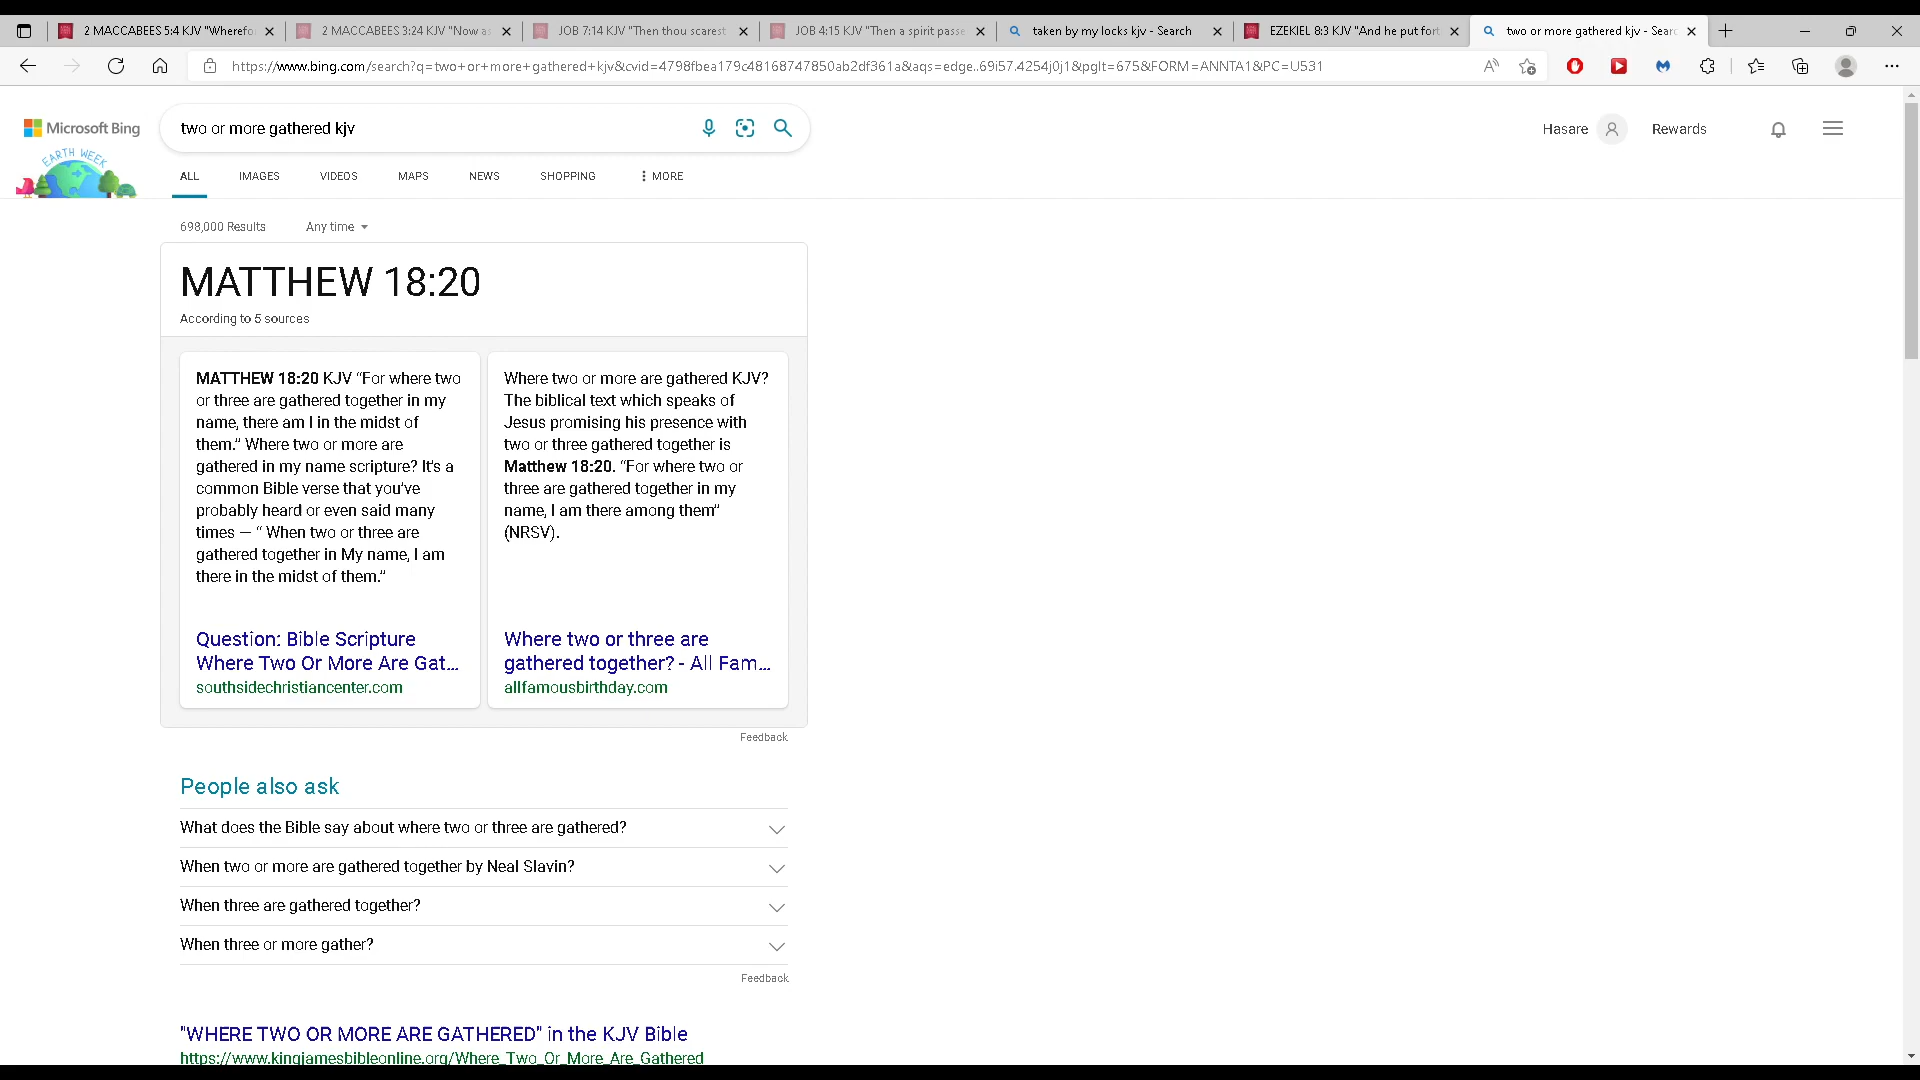 2 MACCABEES 5:4 KJV "Wherefo
2 MACCABEES 3:24 KJV "Now as
JOB 7:14 KJV "Then thou scarest
JOB 4:15 KJV "Then a spirit passe
taken by my locks kjv - Search
EZEKIEL 8:3 KJV "And he put fort
two or more gathered kjv - Searc
https://www.bing.com/search?q=two+or+more+gathered+kjv&cvid=4798fbea179c48168747850ab2df361a&aqs=edge..69i57.4254j0j1&pglt=675&FORM=ANNTA1&PC=U531
Microsoft Bing
two or more gathered kjv
Hasare
Rewards
EARTH WEEK
ALL
IMAGES
VIDEOS
MAPS
NEWS
SHOPPING
MORE
698,000 Results
Any time
MATTHEW 18:20
According to 5 sources
MATTHEW 18:20 KJV “For where two
or three are gathered together in my
name, there am I in the midst of
them.” Where two or more are
gathered in my name scripture? It's a
common Bible verse that you’ve
probably heard or even said many
times — “ When two or three are
gathered together in My name, I am
there in the midst of them.”
Question: Bible Scripture
Where Two Or More Are Gat...
southsidechristiancenter.com
Where two or more are gathered KJV?
The biblical text which speaks of
Jesus promising his presence with
two or three gathered together is
Matthew 18:20. “For where two or
three are gathered together in my
name, I am there among them”
(NRSV).
Where two or three are
gathered together? - All Fam...
allfamousbirthday.com
Feedback
People also ask
What does the Bible say about where two or three are gathered?
When two or more are gathered together by Neal Slavin?
When three are gathered together?
When three or more gather?
Feedback
"WHERE TWO OR MORE ARE GATHERED" in the KJV Bible
https://www.kingjamesbibleonline.org/Where_Two_Or_More_Are_Gathered